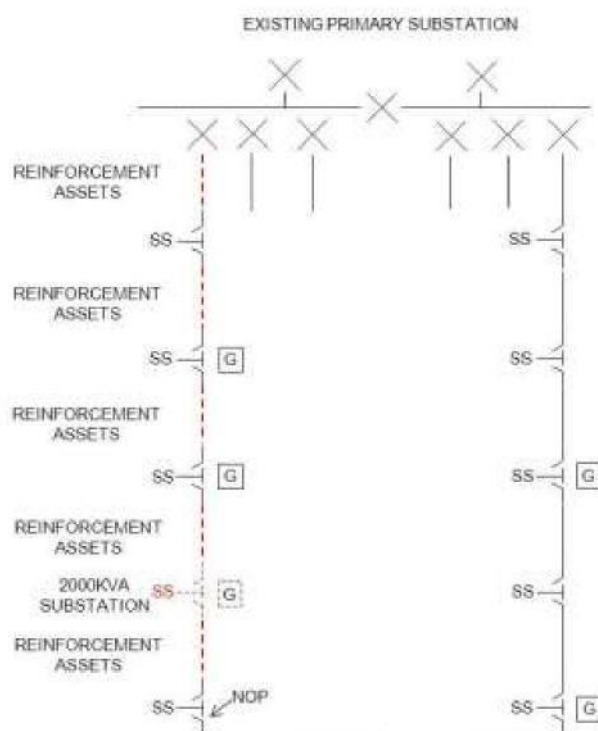 EXISTING PRIMARY SUBSTATION
REINFORCEMENT
ASSETS
SS
SS
REINFORCEMENT
ASSETS
SS
G
SS
REINFORCEMENT
ASSETS
SS
G
SS
G
REINFORCEMENT
ASSETS
2000KVA
SUBSTATION
SS
G
SS
REINFORCEMENT
ASSETS
NOP
SS
SS
G